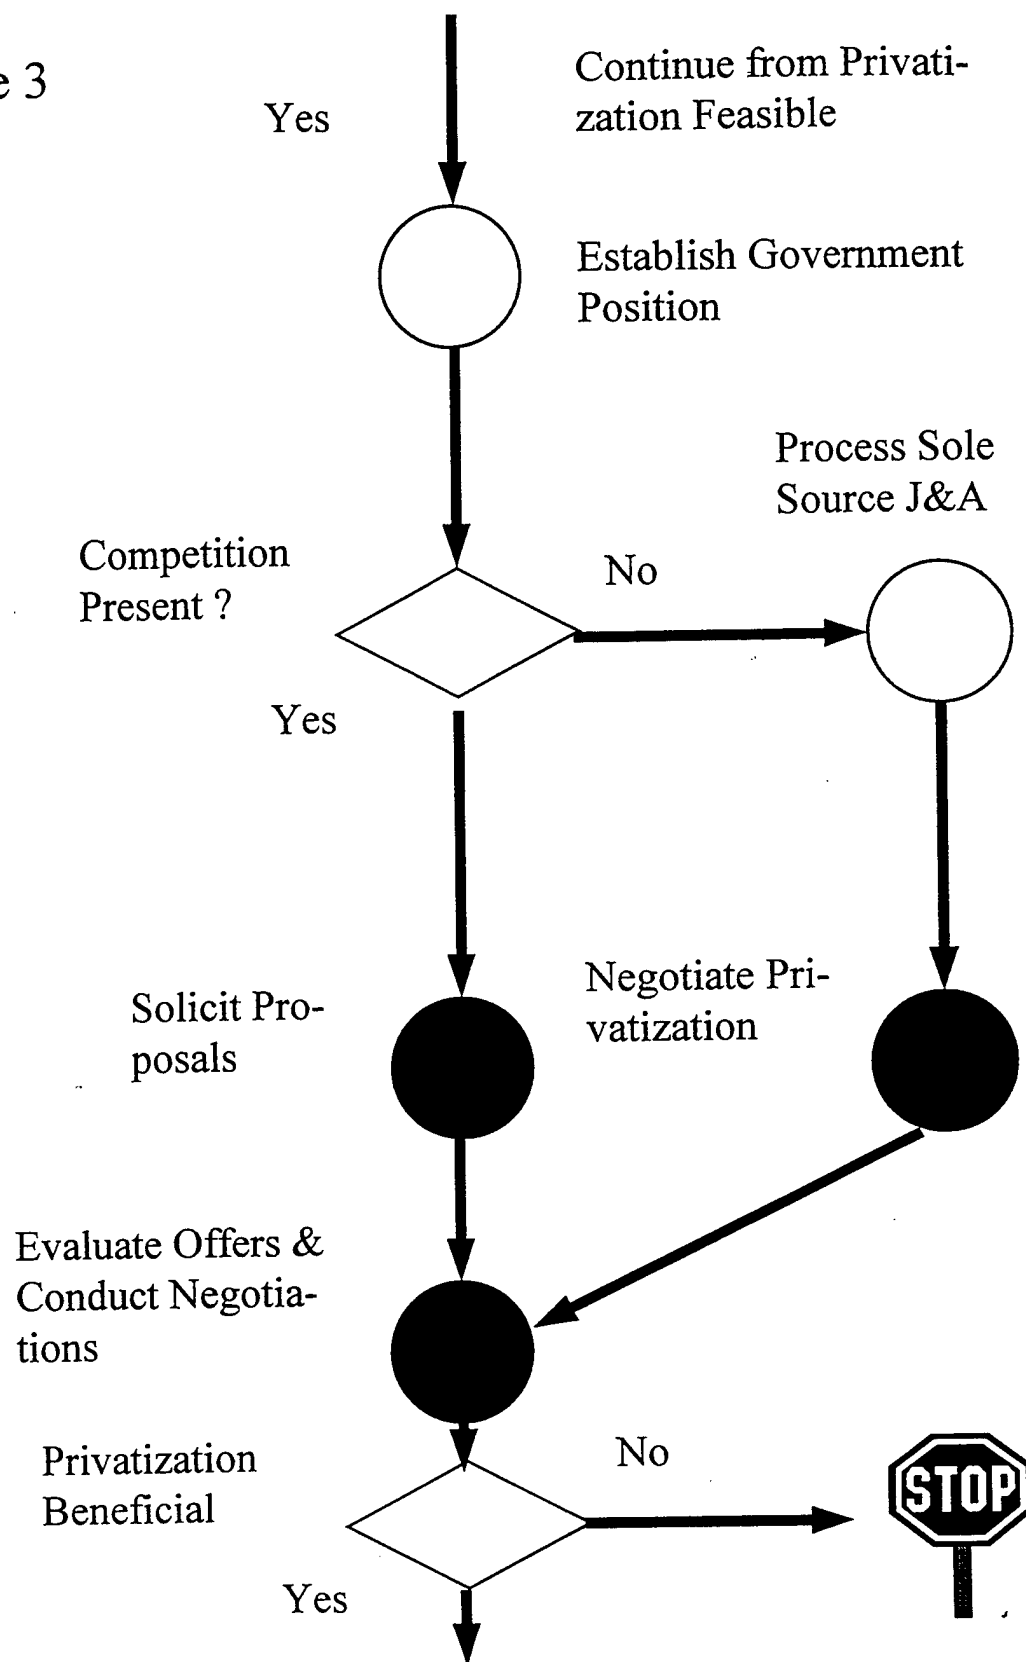 e 3
Yes
Continue from Privati-
zation Feasible
Establish Government
Position
Process Sole
Source J&A
Competition
Present ?
No
Yes
Negotiate Pri-
vatization
Solicit Pro-
posals
Evaluate Offers &
Conduct Negotia-
tions
Privatization
Beneficial
No
STOP
Yes